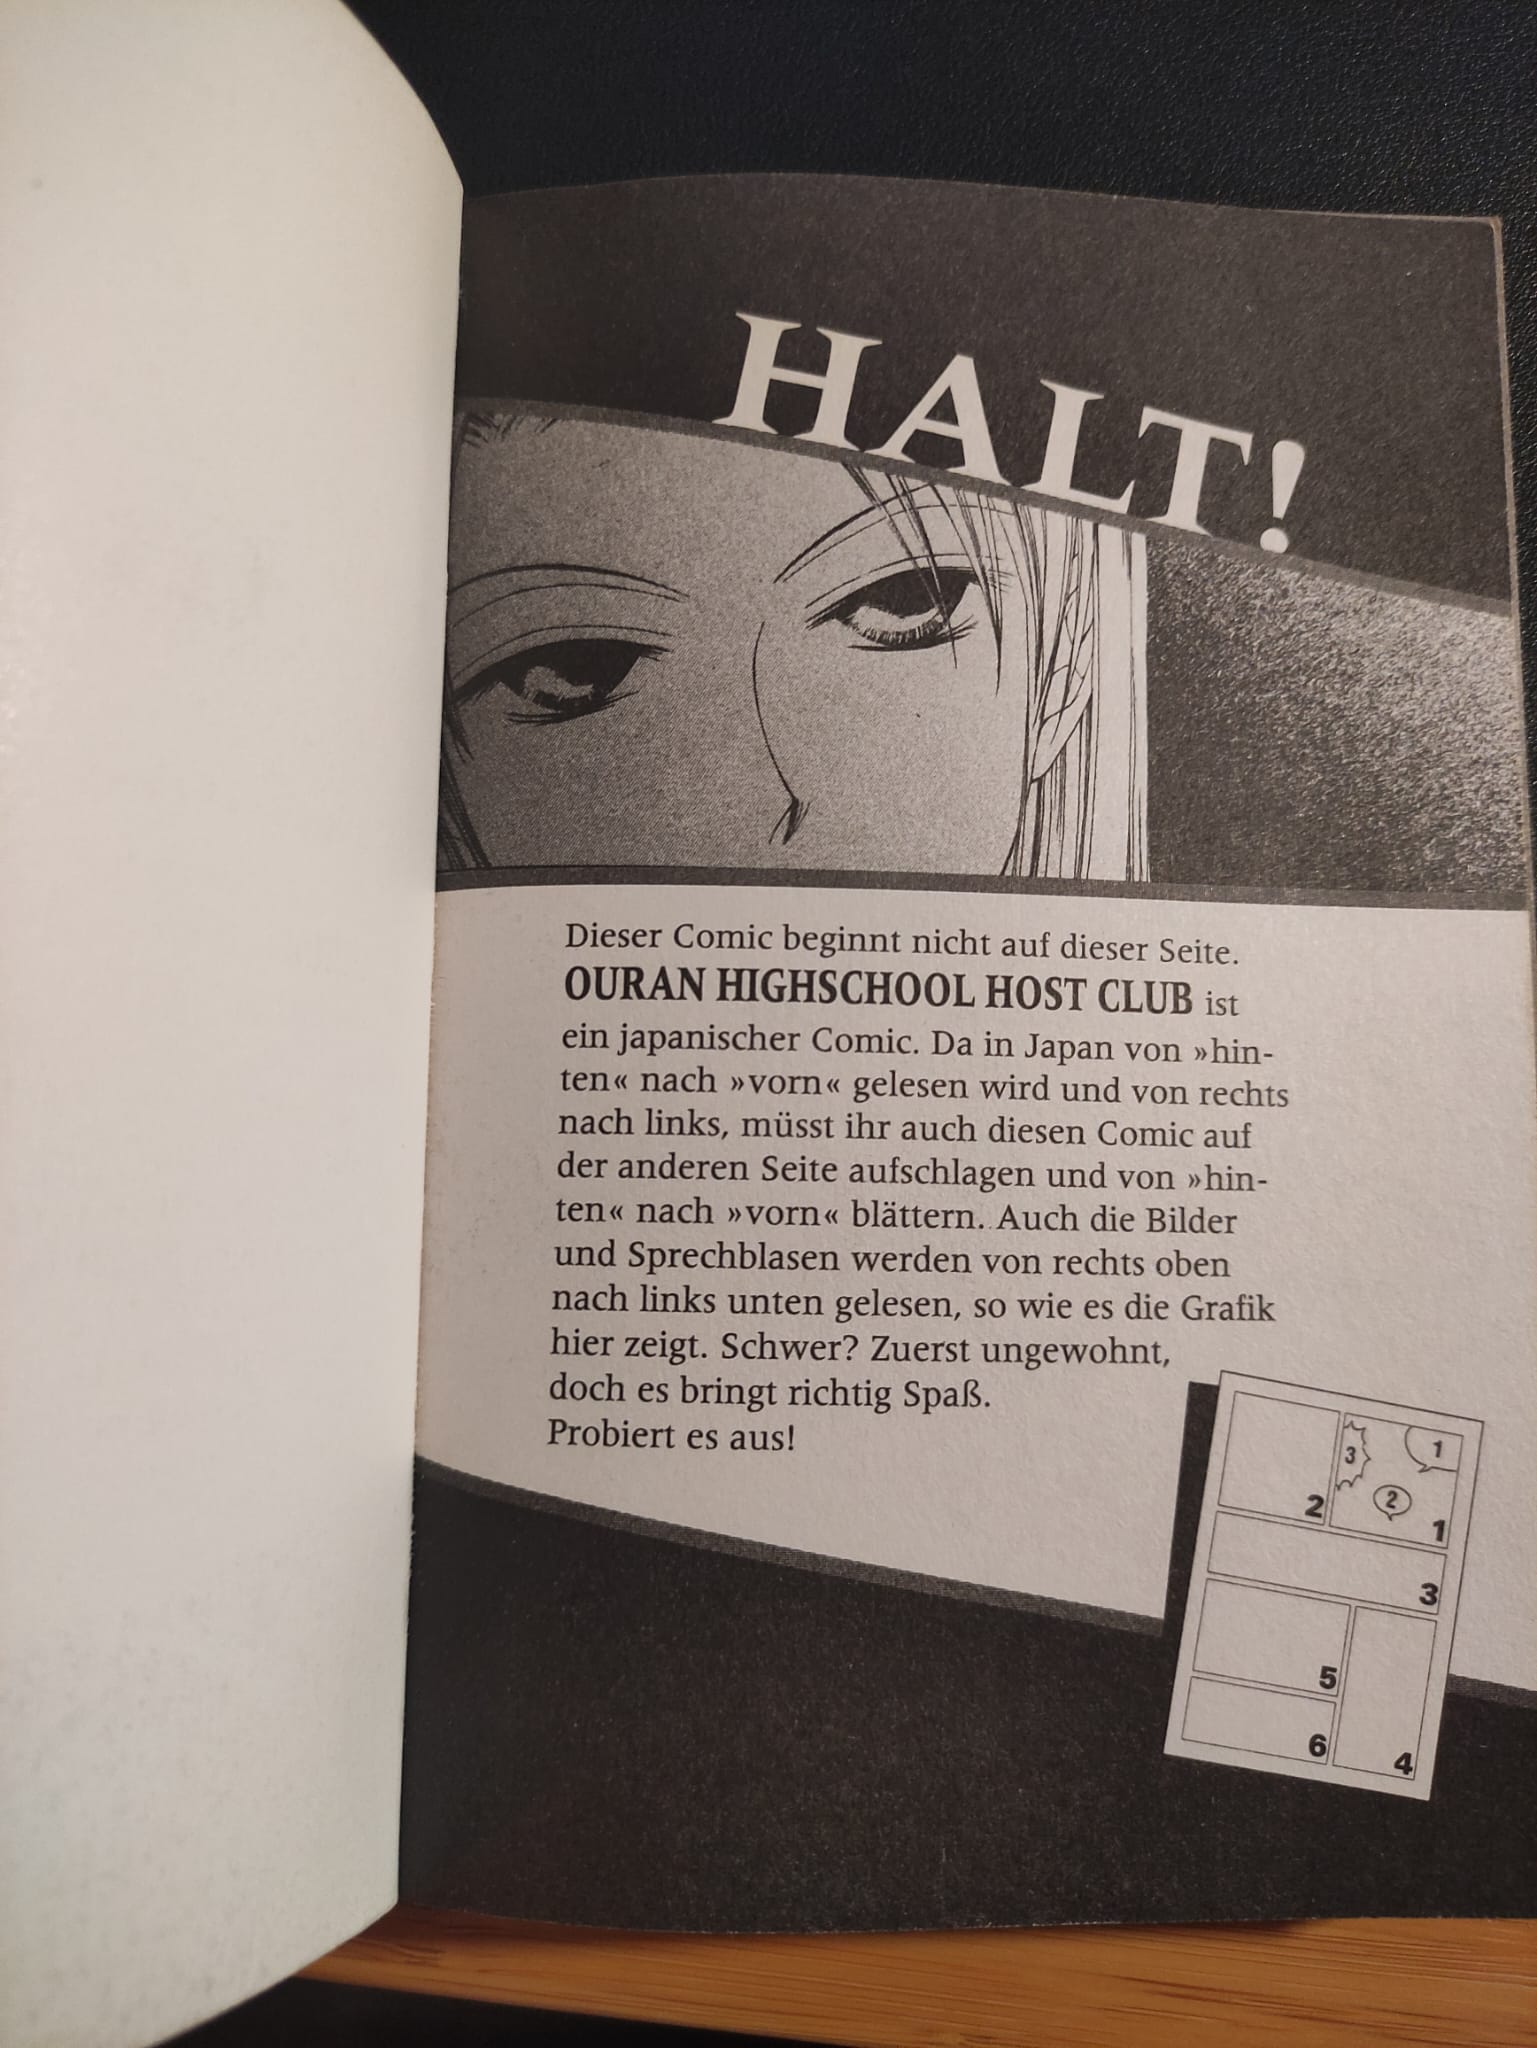 HALT!
Dieser Comic beginnt nicht auf dieser Seite.
OURAN HIGHSCHOOL HOST CLUB ist
ein japanischer Comic. Da in Japan von »hin-
ten« nach »vorn« gelesen wird und von rechts
nach links, müsst ihr auch diesen Comic auf
der anderen Seite aufschlagen und von »hin-
ten« nach »vorn« blättern. Auch die Bilder
und Sprechblasen werden von rechts oben
nach links unten gelesen, so wie es die Grafik
hier zeigt. Schwer? Zuerst ungewohnt,
doch es bringt richtig Spaß.
Probiert es aus!
3 1
2
2 1
3
5
6 4